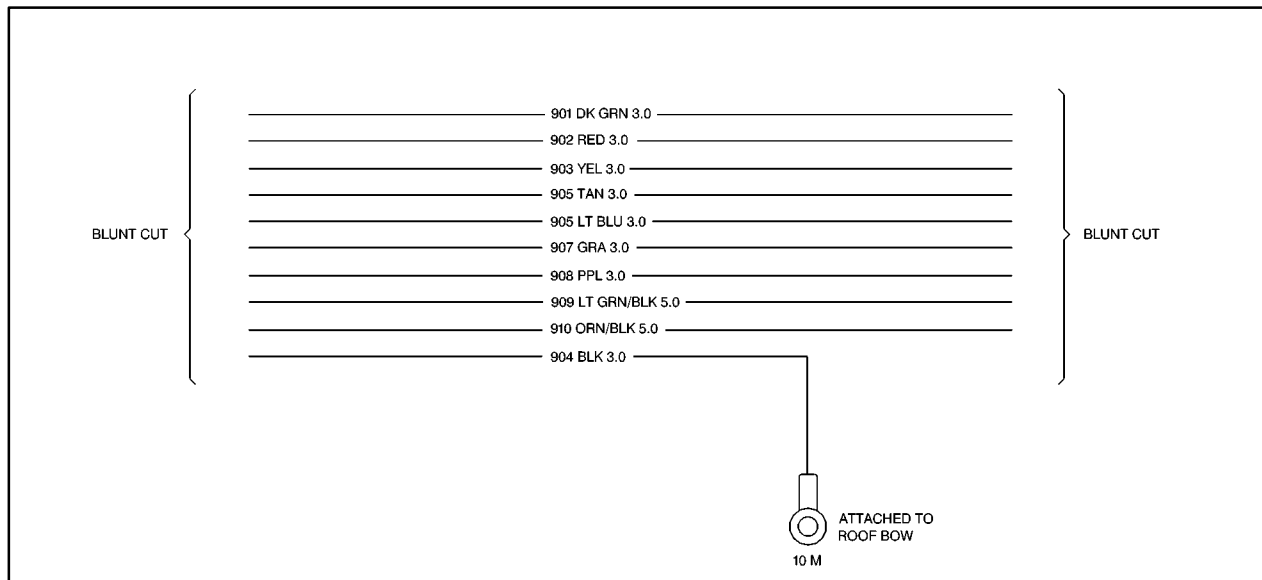 901 DK GRN 3.0
902 RED 3.0
903 YEL 3.0
905 TAN 3.0
905 LT BLU 3.0
BLUNT CUT
BLUNT CUT
907 GRA 3.0
908 PPL 3.0
909 LT GRN/BLK 5.0
910 ORN/BLK 5.0
904 BLK 3.0
ATTACHED TO
ROOF BOW
10 M